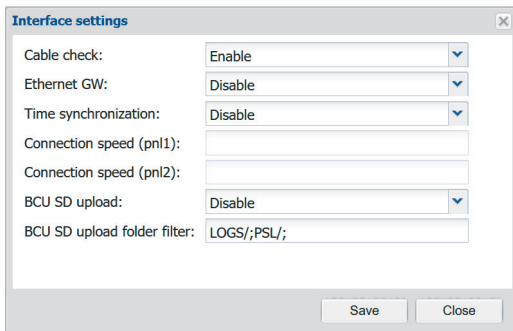 Interface settings
Cable check: Enable
Ethernet GW: Disable
Time synchronization: Disable
Connection speed (pnl1):
Connection speed (pnl2):
BCU SD upload: Disable
BCU SD upload folder filter: LOGS/;PSL/;
Save Close